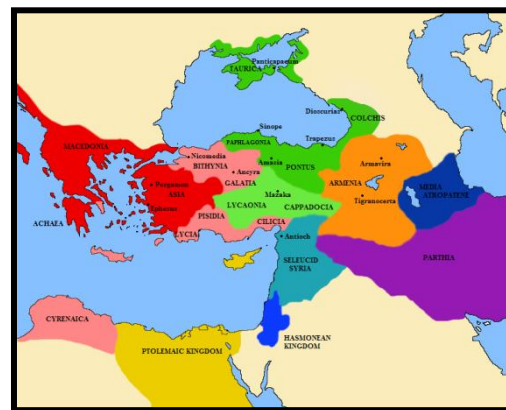 Panticapaeum
TAURICA
Dioscurias
COLCHIS
Sinope
Trapezus
MACEDONIA
Nicomedia
BITHYNIA
PAPHLAGONIA
Amasia
PONTUS
Armavira
Ancyra
GALATIA
ARMENIA
MEDIA
ATROPATENE
Pergamon
ASIA
Mazaka
Tigranocerta
LYCAONIA
CAPPADOCIA
Ephesus
ACHAEA
PISIDIA
LYCIA
CILICIA
Antioch
SELEUCID
SYRIA
PARTHIA
CYRENAICA
HASMONEAN
KINGDOM
PTOLEMAIC KINGDOM